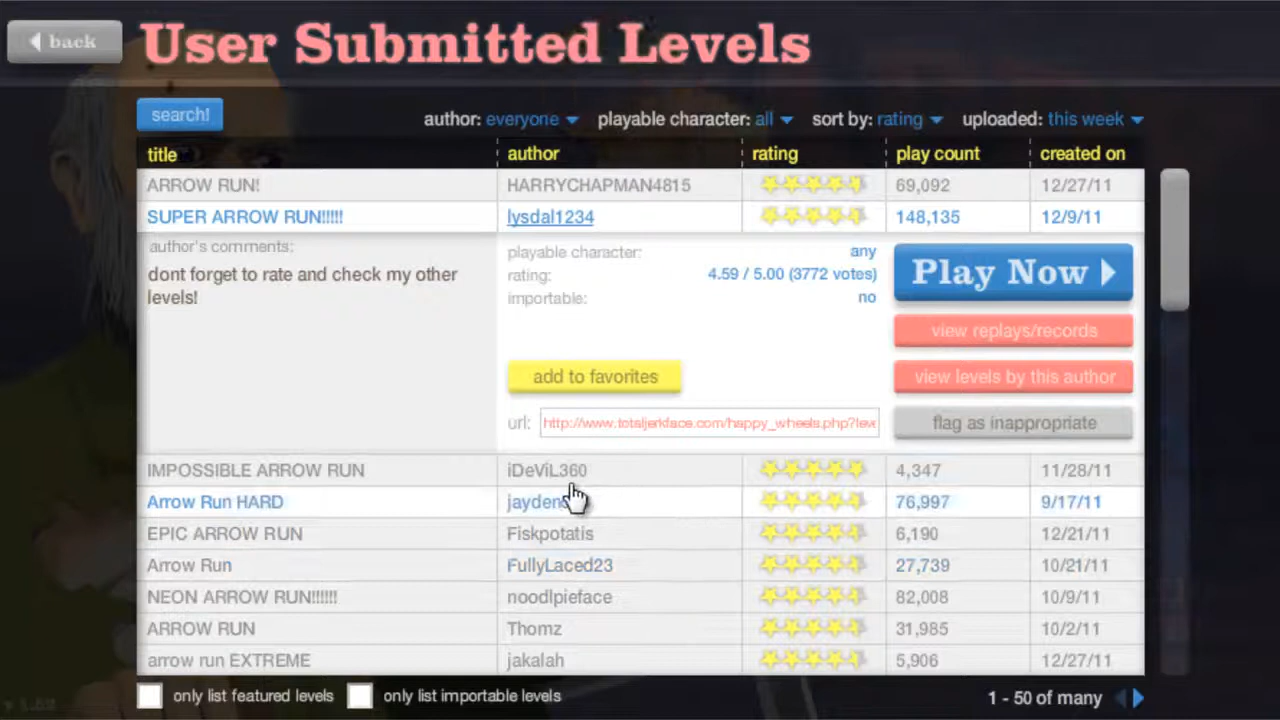 back
User Submitted Levels
search!
author: everyone playable character: all sort by: rating uploaded: this week
title author rating play count created on
ARROW RUN! HARRYCHAPMAN4815 69,092 12/27/11
SUPER ARROW RUN!!!!! lysdal1234 148,135 12/9/11
author's comments:
dont forget to rate and check my other
levels!
playable character: any
rating: 4.59 / 5.00 (3772 votes)
importable: no
Play Now
view replays/records
add to favorites
view levels by this author
url: http://www.totaljerkface.com/happy_wheels.php?lev
flag as inappropriate
IMPOSSIBLE ARROW RUN iDeViL360 4,347 11/28/11
Arrow Run HARD 76,997 9/17/11
EPIC ARROW RUN Fiskpotatis 6,190 12/21/11
Arrow Run FullyLaced23 27,739 10/21/11
NEON ARROW RUN!!!!!! noodlpieface 82,008 10/9/11
ARROW RUN Thomz 31,985 10/2/11
arrow run EXTREME jakalah 5,906 12/27/11
only list featured levels only list importable levels 1 - 50 of many